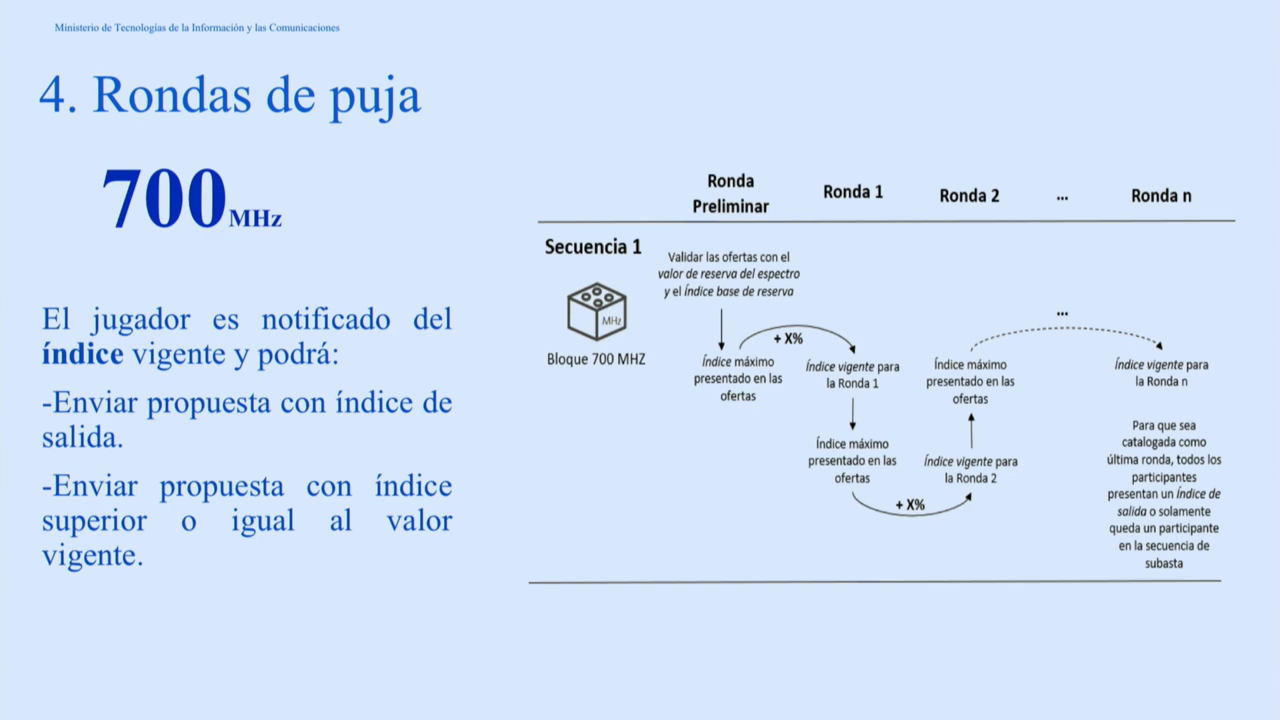 Ministerio de Tecnologías de la Información y las Comunicaciones
4. Rondas de puja
700 MHz
El jugador es notificado del
índice vigente y podrá:
-Enviar propuesta con índice de
salida.
-Enviar propuesta con índice
superior o igual al valor
vigente.
Ronda
Preliminar
Ronda 1
Ronda 2
...
Ronda n
Secuencia 1
MHz
Bloque 700 MHZ
Validar las ofertas con el
valor de reserva del espectro
y el índice base de reserva
+ X%
Índice máximo
presentado en las
ofertas
Índice vigente para
la Ronda 1
Índice máximo
presentado en las
ofertas
+ X%
Índice máximo
presentado en las
ofertas
Índice vigente para
la Ronda 2
...
Índice vigente para
la Ronda n
Para que sea
catalogada como
última ronda, todos los
participantes
presentan un índice de
salida o solamente
queda un participante
en la secuencia de
subasta